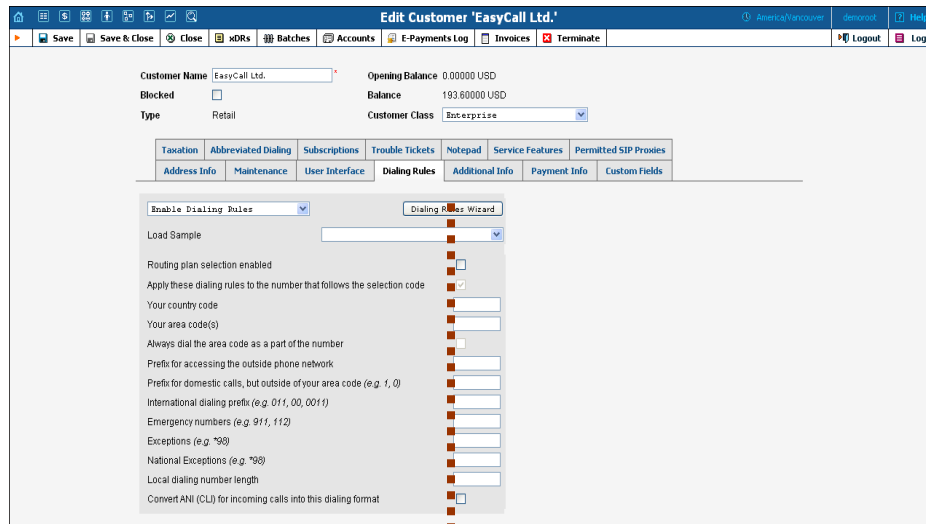 Edit Customer 'EasyCall Ltd.'
America/Vancouver
demoroot
Help
Save
Save & Close
Close
xDRs
Batches
Accounts
E-Payments Log
Invoices
Terminate
Logout
Log
Customer Name EasyCall Ltd. *
Opening Balance 0.00000 USD
Blocked
Balance 193.60000 USD
Type Retail
Customer Class Enterprise
Taxation Abbreviated Dialing Subscriptions Trouble Tickets Notepad Service Features Permitted SIP Proxies
Address Info Maintenance User Interface Dialing Rules Additional Info Payment Info Custom Fields
Enable Dialing Rules
Dialing Rules Wizard
Load Sample
Routing plan selection enabled
Apply these dialing rules to the number that follows the selection code
Your country code
Your area code(s)
Always dial the area code as a part of the number
Prefix for accessing the outside phone network
Prefix for domestic calls, but outside of your area code (e.g. 1, 0)
International dialing prefix (e.g. 011, 00, 0011)
Emergency numbers (e.g. 911, 112)
Exceptions (e.g. *98)
National Exceptions (e.g. *98)
Local dialing number length
Convert ANI (CLI) for incoming calls into this dialing format